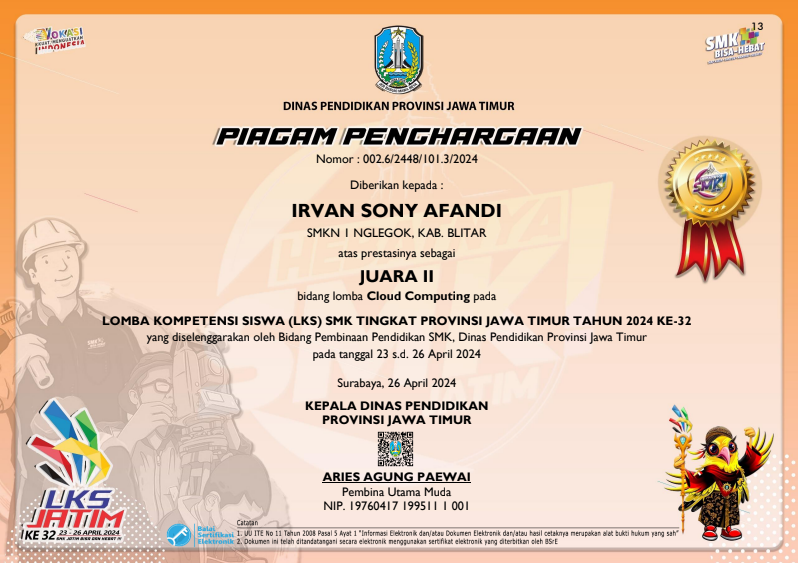 VOKASI
KUAT, MENGUATKAN
INDONESIA
13
SMK
BISA-HEBAT
DINAS PENDIDIKAN PROVINSI JAWA TIMUR
PIAGAM PENGHARGAAN
Nomor : 002.6/2448/101.3/2024
Diberikan kepada :
IRVAN SONY AFANDI
SMKN 1 NGLEGOK, KAB. BLITAR
atas prestasinya sebagai
JUARA II
bidang lomba Cloud Computing pada
LOMBA KOMPETENSI SISWA (LKS) SMK TINGKAT PROVINSI JAWA TIMUR TAHUN 2024 KE-32
yang diselenggarakan oleh Bidang Pembinaan Pendidikan SMK, Dinas Pendidikan Provinsi Jawa Timur
pada tanggal 23 s.d. 26 April 2024
Surabaya, 26 April 2024
KEPALA DINAS PENDIDIKAN
PROVINSI JAWA TIMUR
ARIES AGUNG PAEWAI
Pembina Utama Muda
NIP. 19760417 199511 1 001
LKS
JATIM
KE 32 23 - 26 APRIL 2024
SMK JATIM BISA DAN HEBAT !!!
Balai
Sertifikasi
Elektronik
Catatan
1. UU ITE No 11 Tahun 2008 Pasal 5 Ayat 1 "Informasi Elektronik dan/atau Dokumen Elektronik dan/atau hasil cetaknya merupakan alat bukti hukum yang sah"
2. Dokumen ini telah ditandatangani secara elektronik menggunakan sertifikat elektronik yang diterbitkan oleh BSrE